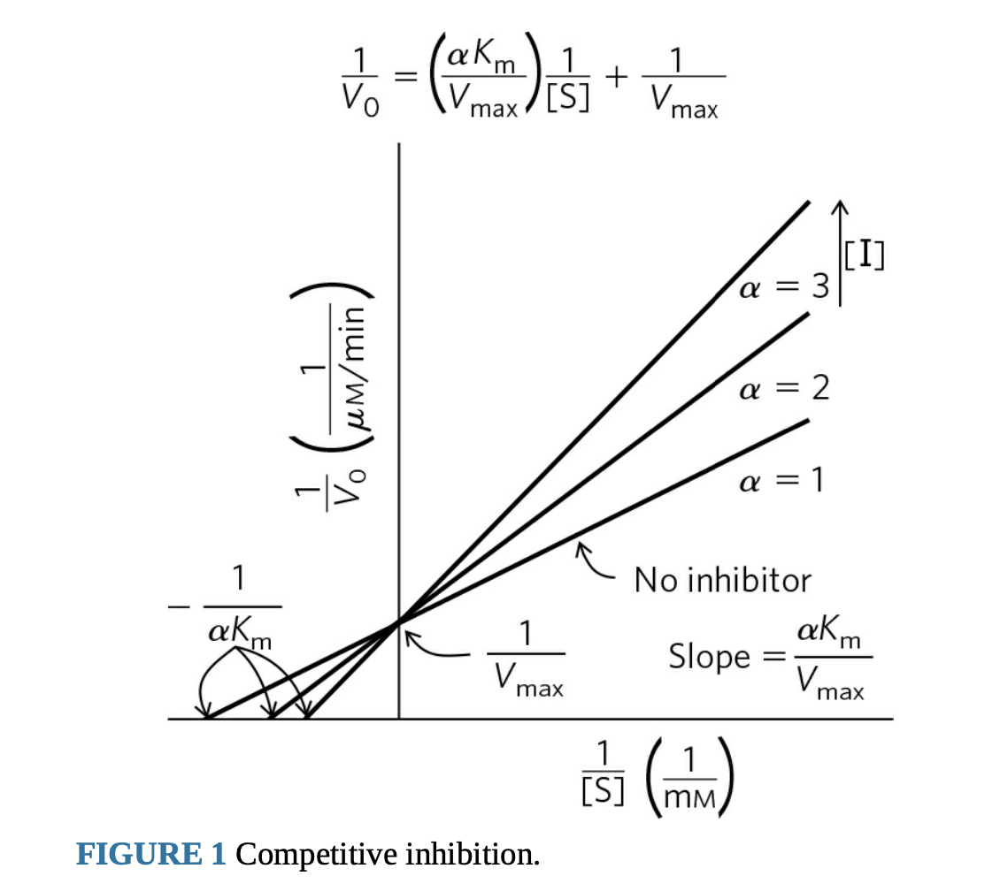 1/V₀ = (αKₘ/Vₘₐₓ) 1/[S] + 1/Vₘₐₓ
[I]
α = 3
1/V₀ (1/μM/min)
α = 2
α = 1
No inhibitor
− 1/αKₘ
1/Vₘₐₓ
Slope = αKₘ/Vₘₐₓ
1/[S] (1/mM)
FIGURE 1 Competitive inhibition.